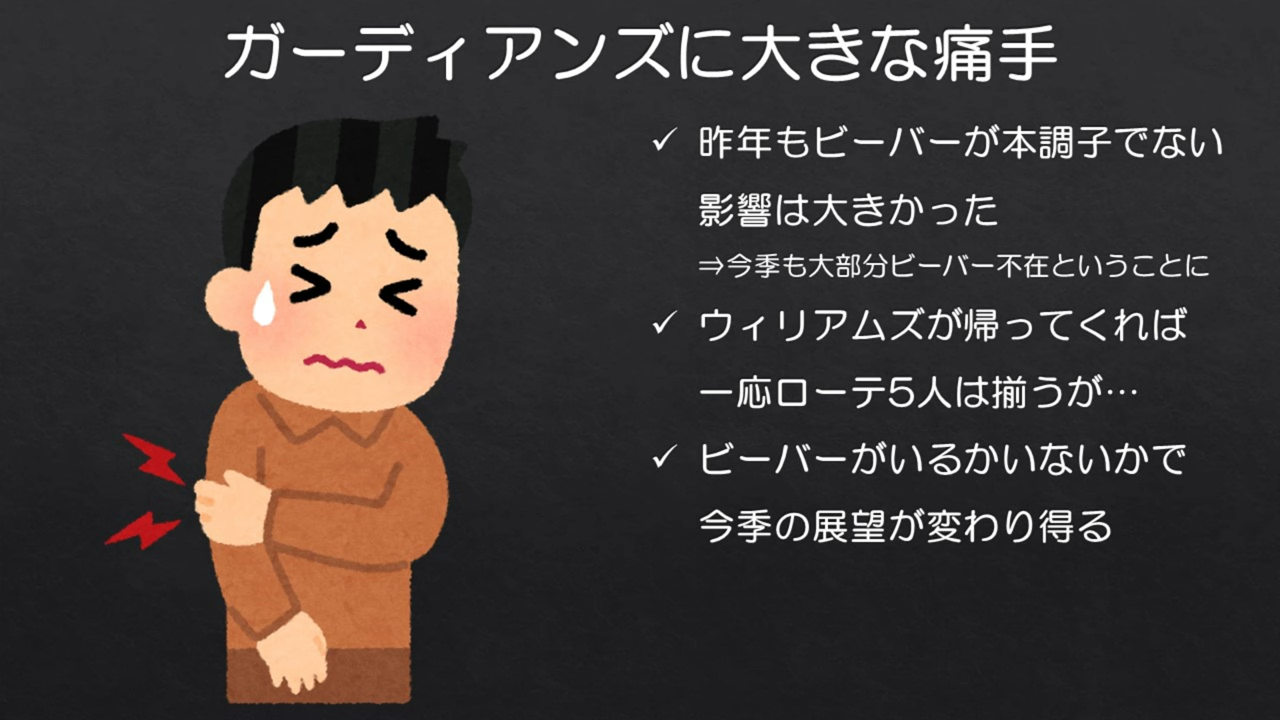 ガーディアンズに大きな痛手
✓ 昨年もビーバーが本調子でない
影響は大きかった
⇒今季も大部分ビーバー不在ということに
✓ ウィリアムズが帰ってくれば
一応ローテ5人は揃うが…
✓ ビーバーがいるかいないかで
今季の展望が変わり得る